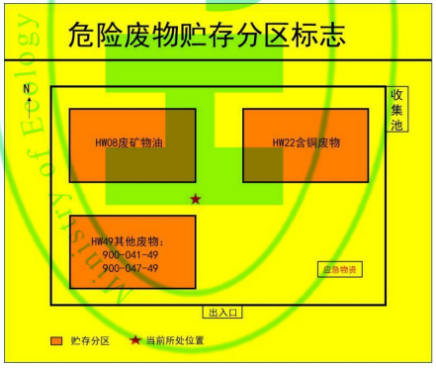 危险废物贮存分区标志
N
收集池
HW08废矿物油
HW22含铜废物
HW49其他废物：
900-041-49
900-047-49
应急物资
出入口
贮存分区
当前所处位置
Ministry of Ecology